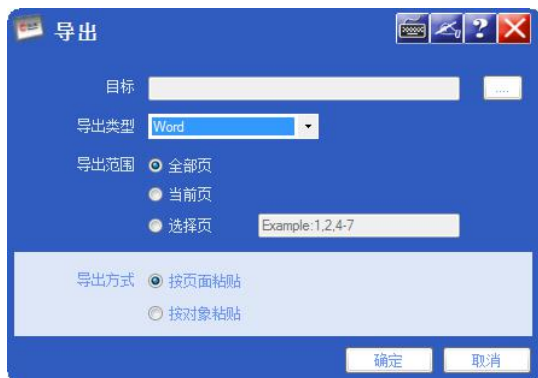 导出
目标
....
导出类型 Word
导出范围 全部页
当前页
选择页 Example:1,2,4-7
导出方式 按页面粘贴
按对象粘贴
确定 取消